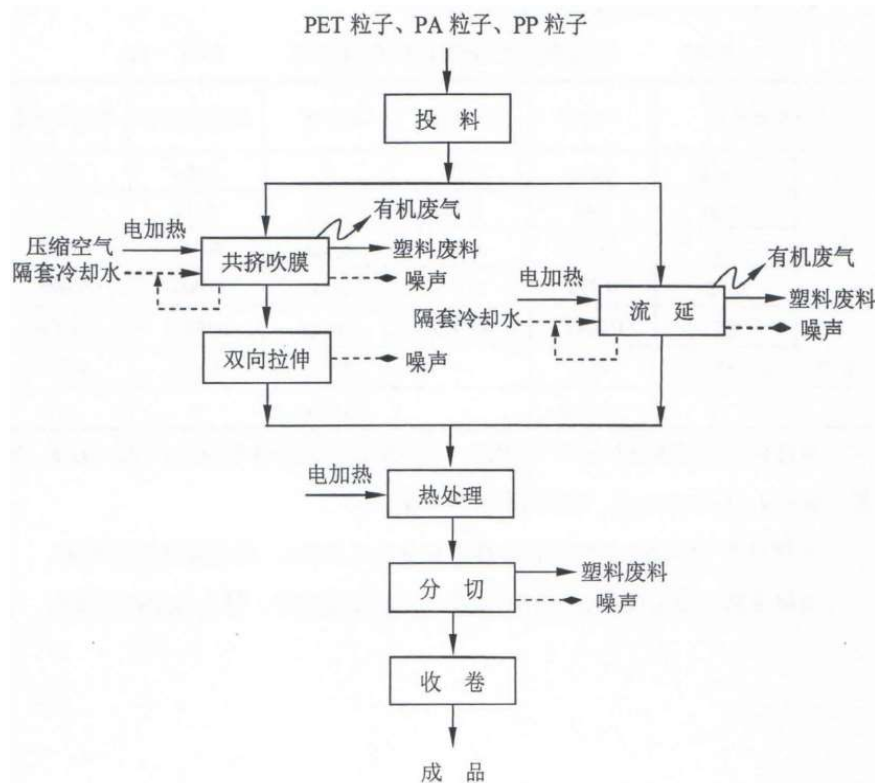 PET 粒子、PA 粒子、PP 粒子
投 料
有机废气
电加热
压缩空气
共挤吹膜
塑料废料
隔套冷却水
噪声
有机废气
电加热
流 延
塑料废料
隔套冷却水
噪声
双向拉伸
噪声
电加热
热处理
分 切
塑料废料
噪声
收 卷
成 品